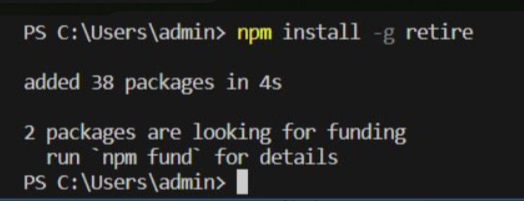 PS C:\Users\admin> npm install -g retire
added 38 packages in 4s
2 packages are looking for funding
  run `npm fund` for details
PS C:\Users\admin>